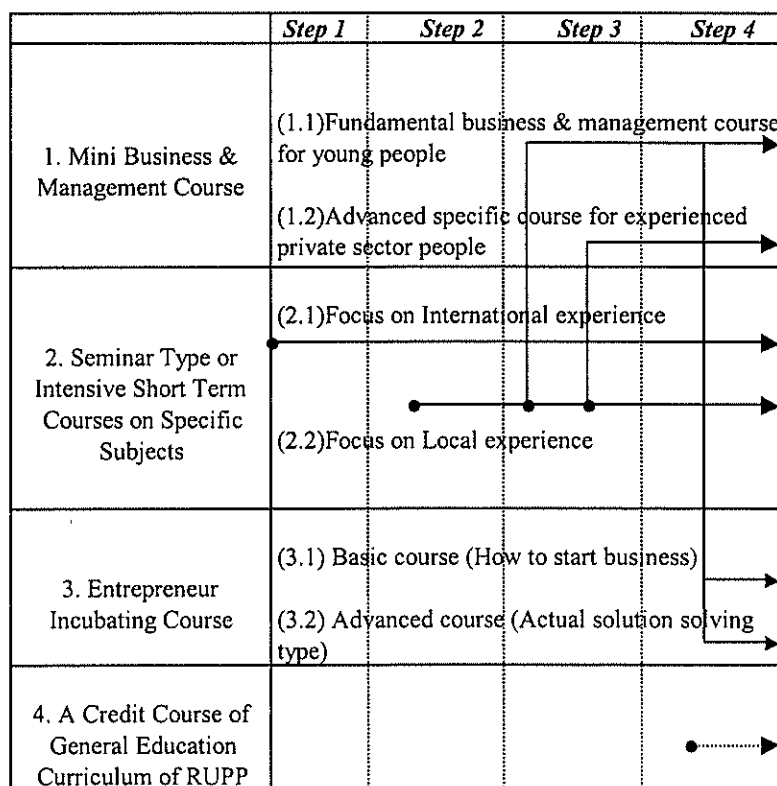 Step 1 Step 2 Step 3 Step 4
1. Mini Business &
Management Course
(1.1)Fundamental business & management course
for young people
(1.2)Advanced specific course for experienced
private sector people
2. Seminar Type or
Intensive Short Term
Courses on Specific
Subjects
(2.1)Focus on International experience
(2.2)Focus on Local experience
3. Entrepreneur
Incubating Course
(3.1) Basic course (How to start business)
(3.2) Advanced course (Actual solution solving
type)
4. A Credit Course of
General Education
Curriculum of RUPP